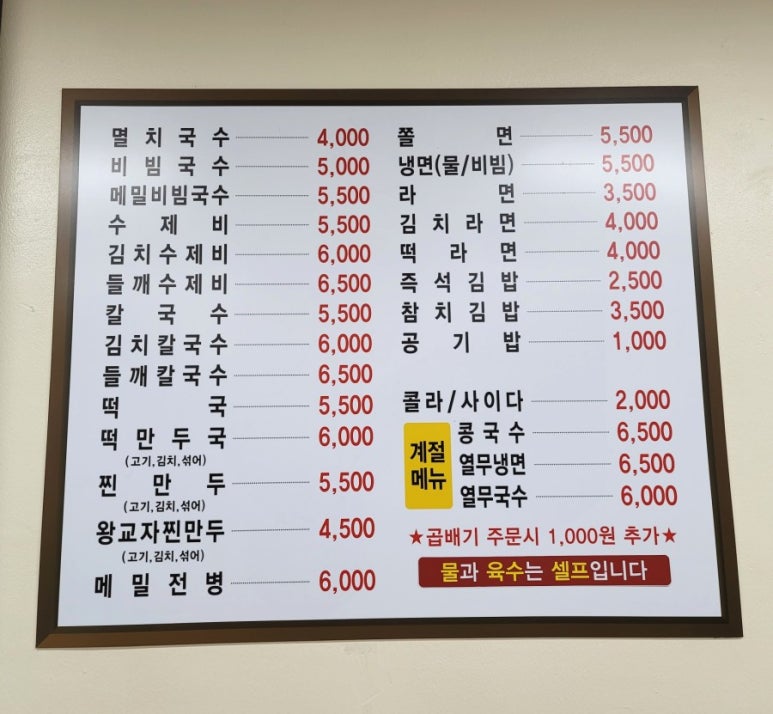 멸치국수 4,000
비빔국수 5,000
메밀비빔국수 5,500
수제비 5,500
김치수제비 6,000
들깨수제비 6,500
칼국수 5,500
김치칼국수 6,000
들깨칼국수 6,500
떡국 5,500
떡만두국 6,000
(고기,김치,섞어)
찐만두 5,500
(고기,김치,섞어)
왕교자찐만두 4,500
(고기,김치,섞어)
메밀전병 6,000
쫄면 5,500
냉면(물/비빔) 5,500
라면 3,500
김치라면 4,000
떡라면 4,000
즉석김밥 2,500
참치김밥 3,500
공기밥 1,000
콜라/사이다 2,000
계절
메뉴
콩국수 6,500
열무냉면 6,500
열무국수 6,000
★곱배기 주문시 1,000원 추가★
물과 육수는 셀프입니다